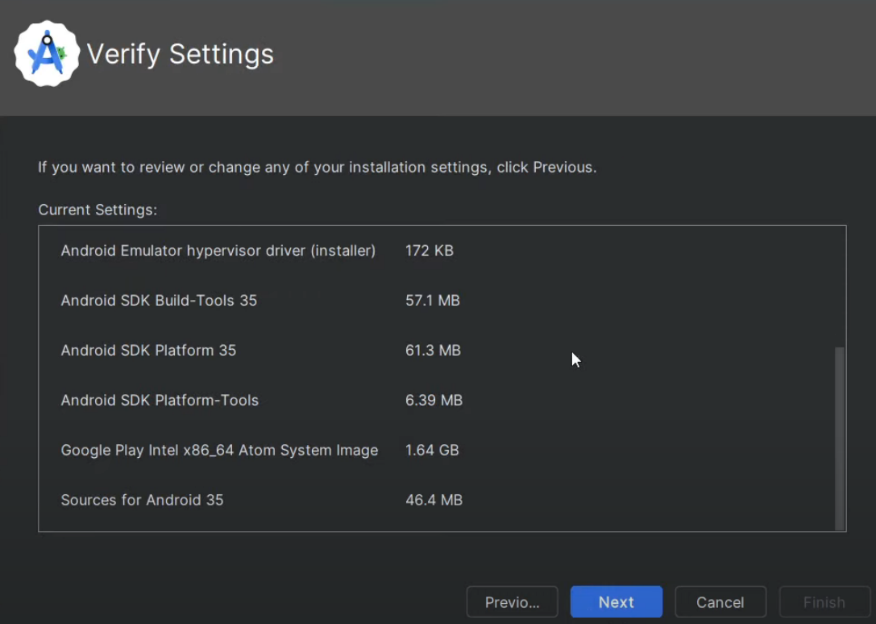 Verify Settings
If you want to review or change any of your installation settings, click Previous.
Current Settings:
Android Emulator hypervisor driver (installer) 172 KB
Android SDK Build-Tools 35 57.1 MB
Android SDK Platform 35 61.3 MB
Android SDK Platform-Tools 6.39 MB
Google Play Intel x86_64 Atom System Image 1.64 GB
Sources for Android 35 46.4 MB
Previo... Next Cancel Finish